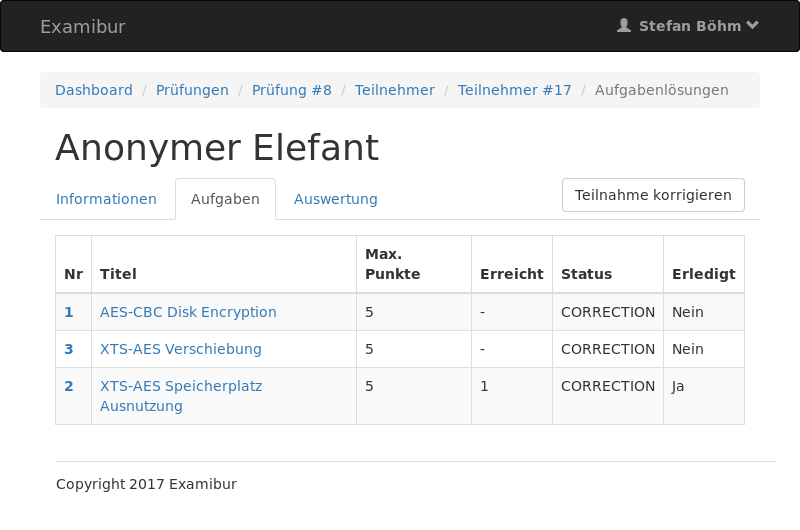 Examibur Stefan Böhm
Dashboard / Prüfungen / Prüfung #8 / Teilnehmer / Teilnehmer #17 / Aufgabenlösungen
Anonymer Elefant
Informationen Aufgaben Auswertung Teilnahme korrigieren
Nr Titel Max. Punkte Erreicht Status Erledigt
1 AES-CBC Disk Encryption 5 - CORRECTION Nein
3 XTS-AES Verschiebung 5 - CORRECTION Nein
2 XTS-AES Speicherplatz Ausnutzung 5 1 CORRECTION Ja
Copyright 2017 Examibur